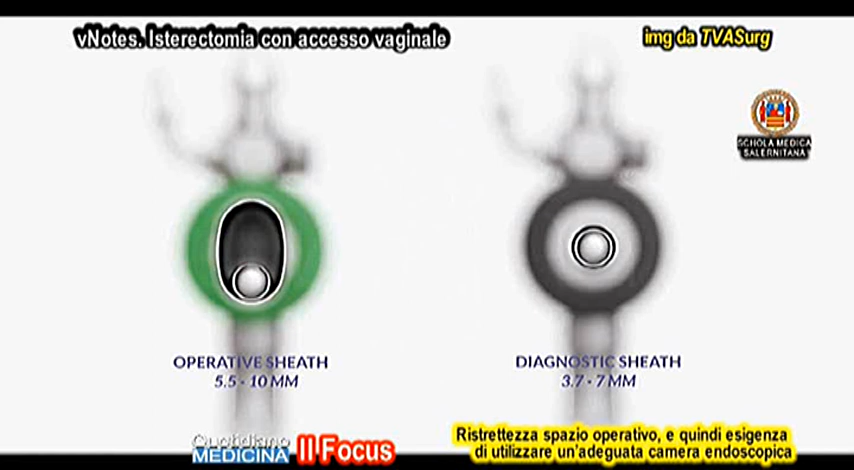 vNotes. Isterectomia con accesso vaginale
img da TVASurg
SCHOLA MEDICA
SALERNITANA
OPERATIVE SHEATH
5.5 - 10 MM
DIAGNOSTIC SHEATH
3.7 - 7 MM
Quotidiano
MEDICINA
Il Focus
Ristrettezza spazio operativo, e quindi esigenza
di utilizzare un'adeguata camera endoscopica